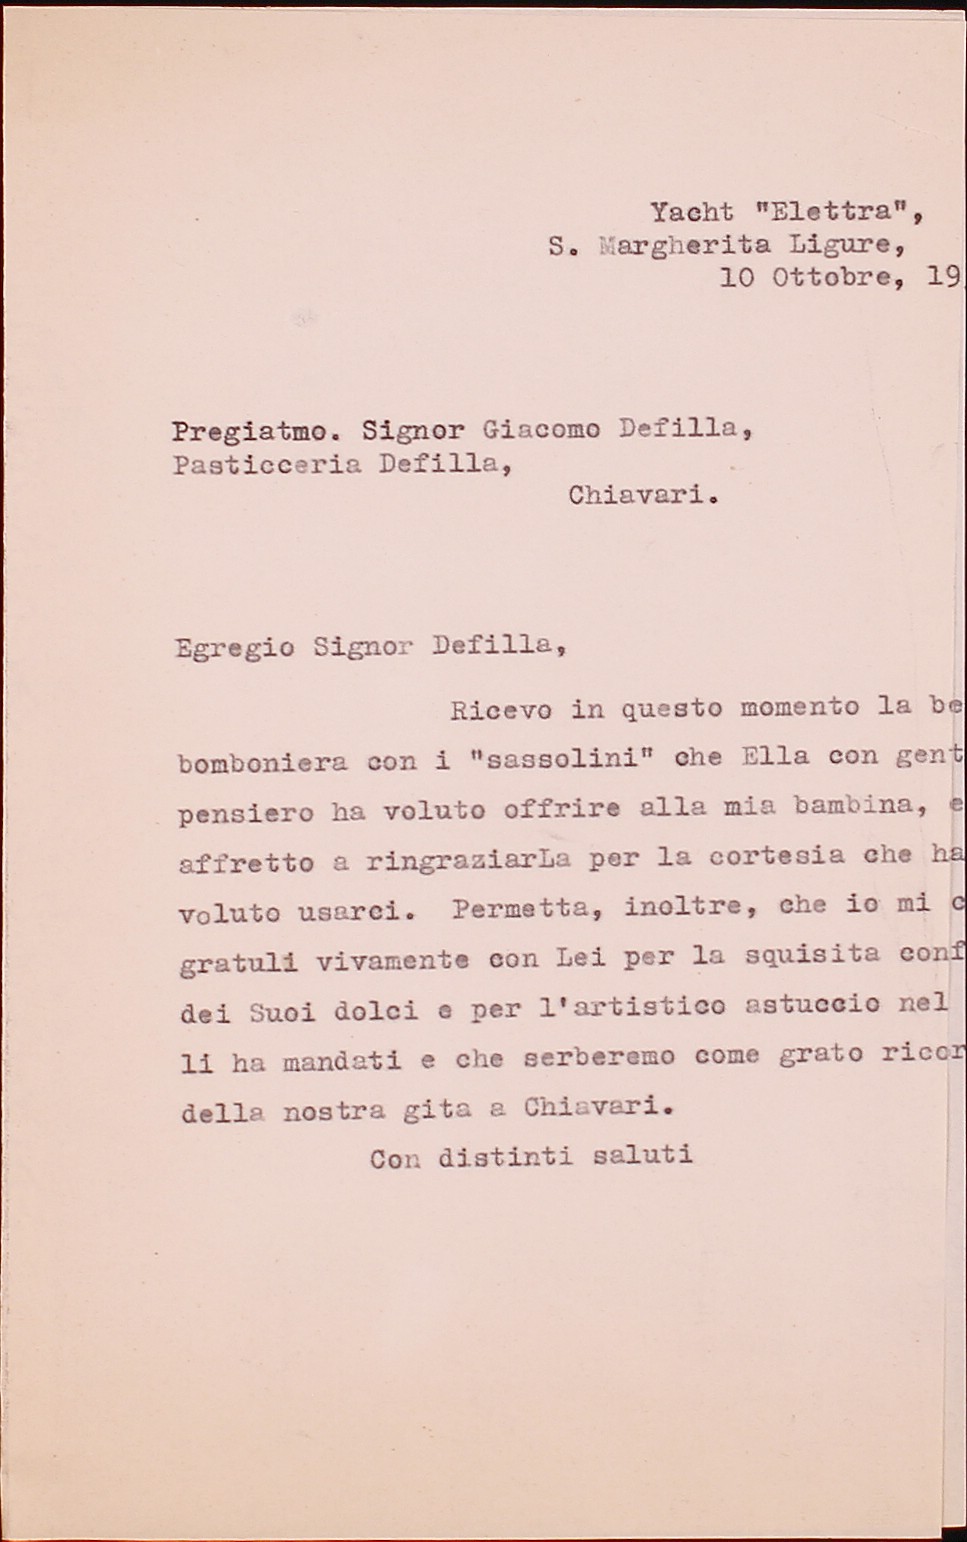 Yacht "Elettra",
S. Margherita Ligure,
10 Ottobre, 19
Pregiatmo. Signor Giacomo Defilla,
Pasticceria Defilla,
Chiavari.
Egregio Signor Defilla,
Ricevo in questo momento la be
bomboniera con i "sassolini" che Ella con gent
pensiero ha voluto offrire alla mia bambina, e
affretto a ringraziarLa per la cortesia che ha
voluto usarci. Permetta, inoltre, che io mi c
gratuli vivamente con Lei per la squisita conf
dei Suoi dolci e per l'artistico astuccio nel
li ha mandati e che serberemo come grato ricor
della nostra gita a Chiavari.
Con distinti saluti